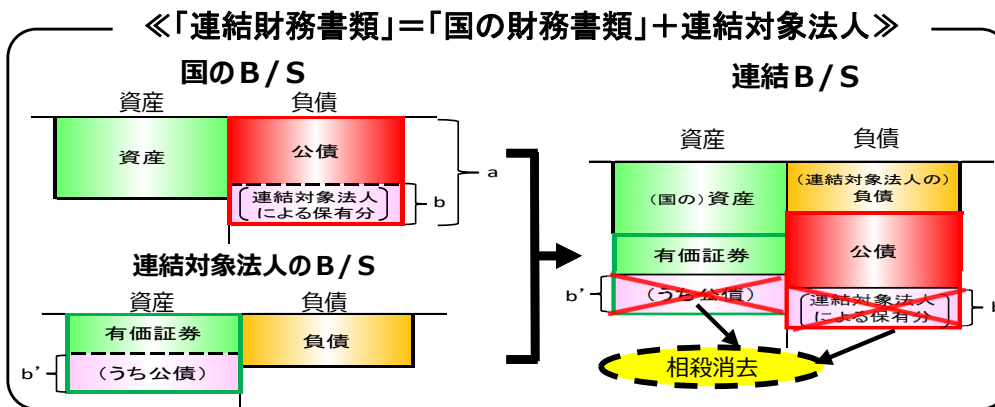 ≪「連結財務書類」＝「国の財務書類」＋連結対象法人≫
国のＢ/Ｓ
資産
負債
資産
公債
連結対象法人
による保有分
a
b
連結対象法人のＢ/Ｓ
資産
負債
有価証券
(うち公債)
負債
b'
連結Ｂ/Ｓ
資産
負債
(国の)資産
(連結対象法人の)
負債
有価証券
公債
b'
(うち公債)
連結対象法人
による保有分
相殺消去